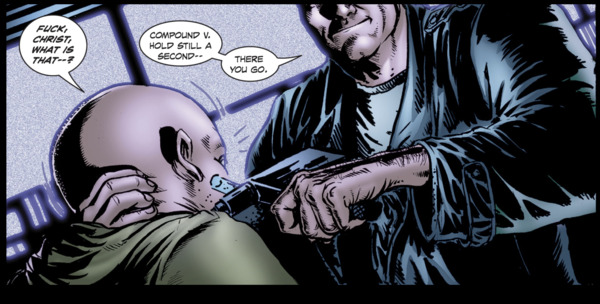 FUCK,
CHRIST,
WHAT IS
THAT--?
COMPOUND V.
HOLD STILL A
SECOND--
THERE
YOU GO.